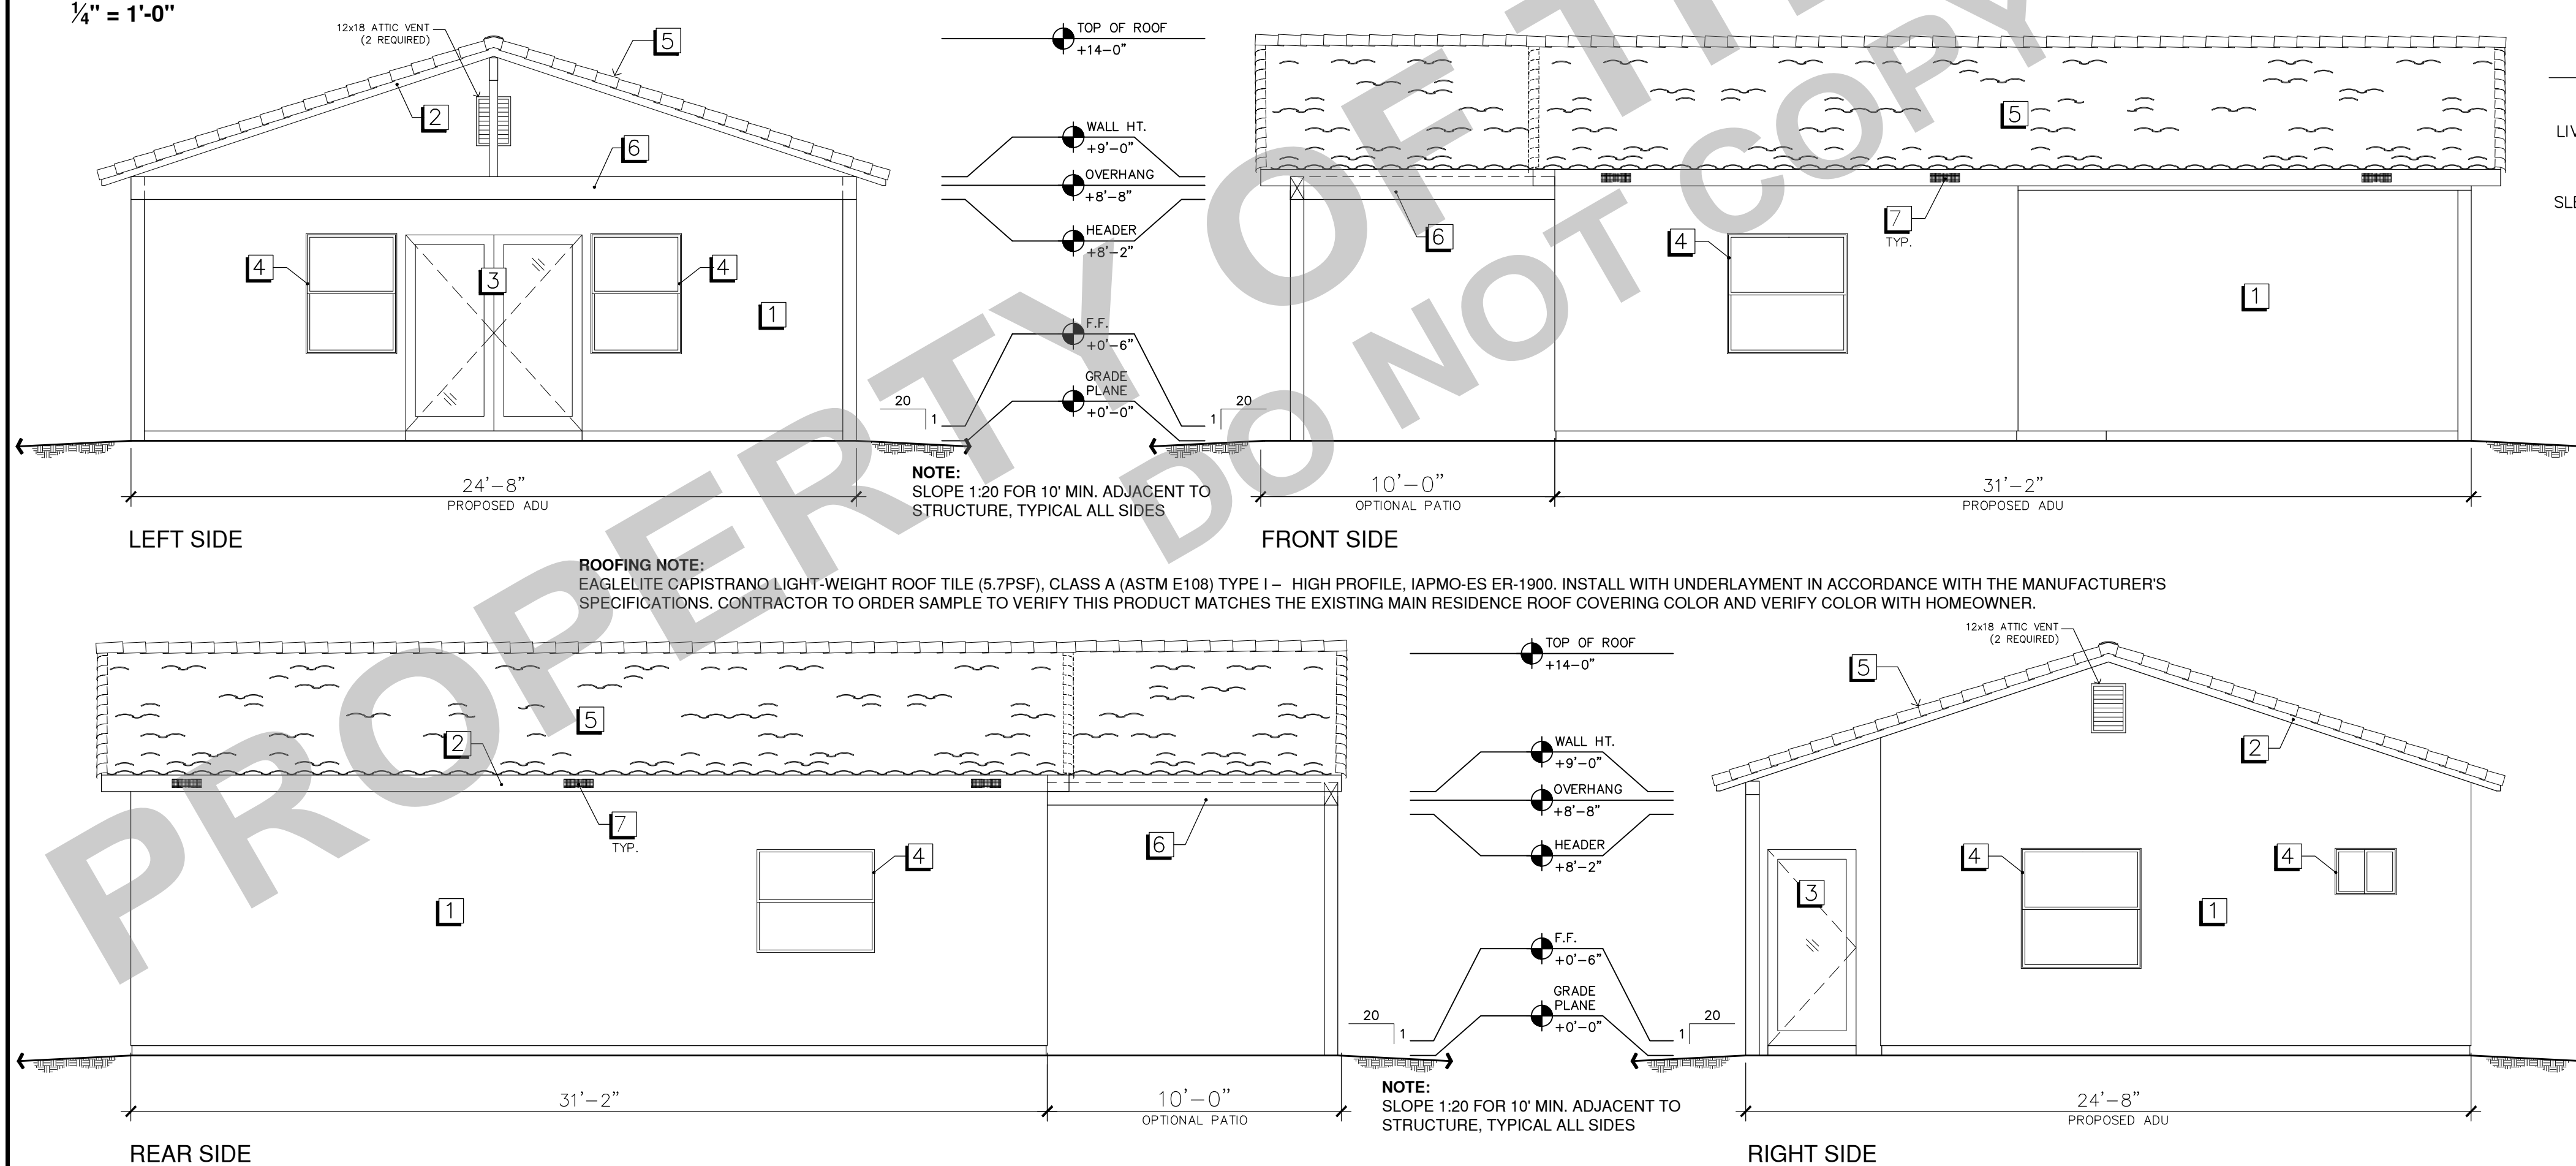 ¼" = 1'-0"
12x18 ATTIC VENT
(2 REQUIRED)
5
2
6
4
3
4
1
24'-8"
PROPOSED ADU
LEFT SIDE
TOP OF ROOF
+14-0"
WALL HT.
+9'-0"
OVERHANG
+8'-8"
HEADER
+8'-2"
F.F.
+0'-6"
GRADE
PLANE
+0'-0"
20
1
20
1
NOTE:
SLOPE 1:20 FOR 10' MIN. ADJACENT TO
STRUCTURE, TYPICAL ALL SIDES
5
6
7
TYP.
4
1
10'-0"
OPTIONAL PATIO
31'-2"
PROPOSED ADU
FRONT SIDE
LIV
SLE
ROOFING NOTE:
EAGLELITE CAPISTRANO LIGHT-WEIGHT ROOF TILE (5.7PSF), CLASS A (ASTM E108) TYPE I – HIGH PROFILE, IAPMO-ES ER-1900. INSTALL WITH UNDERLAYMENT IN ACCORDANCE WITH THE MANUFACTURER'S
SPECIFICATIONS. CONTRACTOR TO ORDER SAMPLE TO VERIFY THIS PRODUCT MATCHES THE EXISTING MAIN RESIDENCE ROOF COVERING COLOR AND VERIFY COLOR WITH HOMEOWNER.
5
2
7
TYP.
4
6
1
31'-2"
10'-0"
OPTIONAL PATIO
REAR SIDE
TOP OF ROOF
+14-0"
WALL HT.
+9'-0"
OVERHANG
+8'-8"
HEADER
+8'-2"
F.F.
+0'-6"
GRADE
PLANE
+0'-0"
20
1
20
1
NOTE:
SLOPE 1:20 FOR 10' MIN. ADJACENT TO
STRUCTURE, TYPICAL ALL SIDES
12x18 ATTIC VENT
(2 REQUIRED)
5
2
4
4
3
1
24'-8"
PROPOSED ADU
RIGHT SIDE
PROPERTY OF
DO NOT COPY